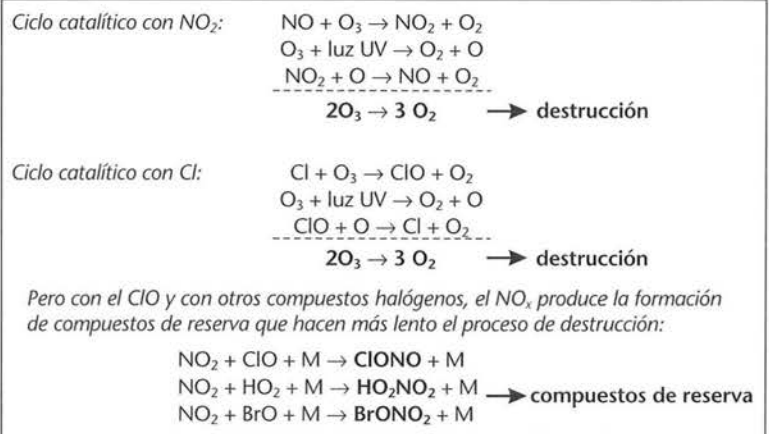 Ciclo catalítico con NO₂: NO + O₃ → NO₂ + O₂
O₃ + luz UV → O₂ + O
NO₂ + O → NO + O₂
2O₃ → 3 O₂ → destrucción
Ciclo catalítico con Cl: Cl + O₃ → ClO + O₂
O₃ + luz UV → O₂ + O
ClO + O → Cl + O₂
2O₃ → 3 O₂ → destrucción
Pero con el ClO y con otros compuestos halógenos, el NOₓ produce la formación
de compuestos de reserva que hacen más lento el proceso de destrucción:
NO₂ + ClO + M → ClONO + M
NO₂ + HO₂ + M → HO₂NO₂ + M → compuestos de reserva
NO₂ + BrO + M → BrONO₂ + M